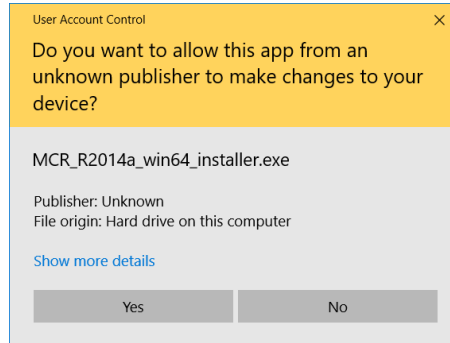 User Account Control
Do you want to allow this app from an
unknown publisher to make changes to your
device?
MCR_R2014a_win64_installer.exe
Publisher: Unknown
File origin: Hard drive on this computer
Show more details
Yes
No